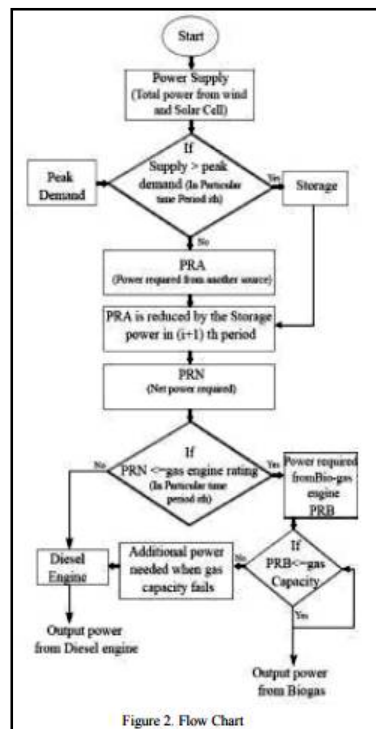 Start
Power Supply
(Total power from wind
and Solar Cell)
If
Supply > peak
demand (In Particular
time Period ith)
Peak
Demand
Yes
Storage
No
PRA
(Power required from another source)
PRA is reduced by the Storage
power in (i+1) th period
PRN
(Net power required)
If
PRN <=gas engine rating
(In Particular time
period ith)
No
Yes
Power required
fromBio-gas
engine
PRB
Diesel
Engine
Additional power
needed when gas
capacity fails
No
If
PRB<=gas
Capacity
Yes
Output power
from Diesel engine
Output power
from Biogas
Figure 2. Flow Chart